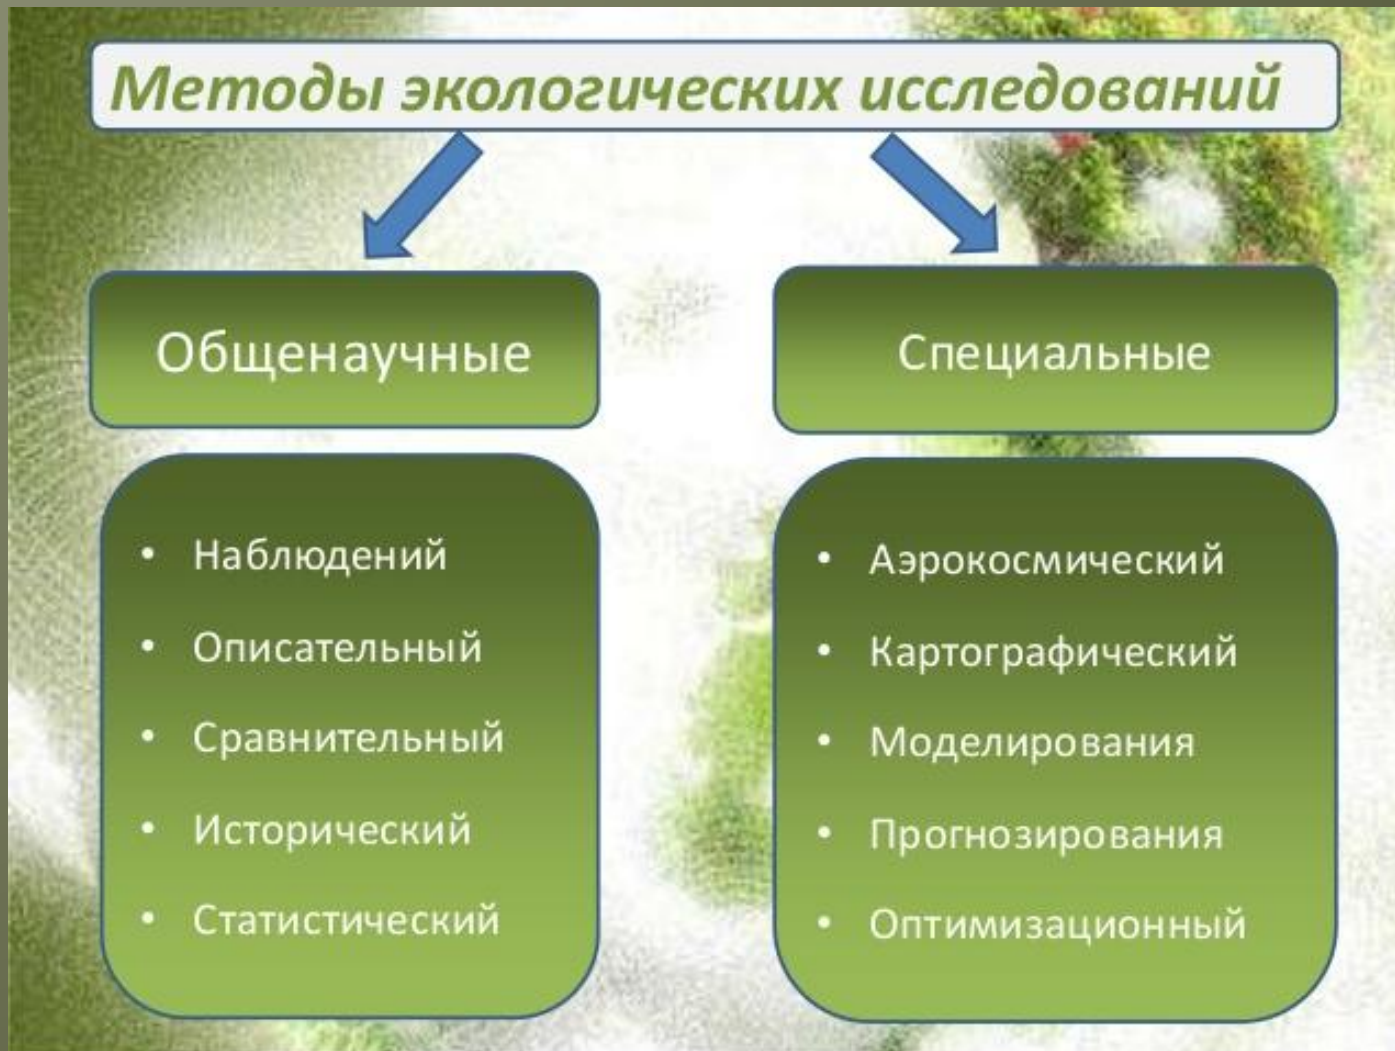 Методы экологических исследований
Общенаучные
Специальные
• Наблюдений
• Описательный
• Сравнительный
• Исторический
• Статистический
• Аэрокосмический
• Картографический
• Моделирования
• Прогнозирования
• Оптимизационный